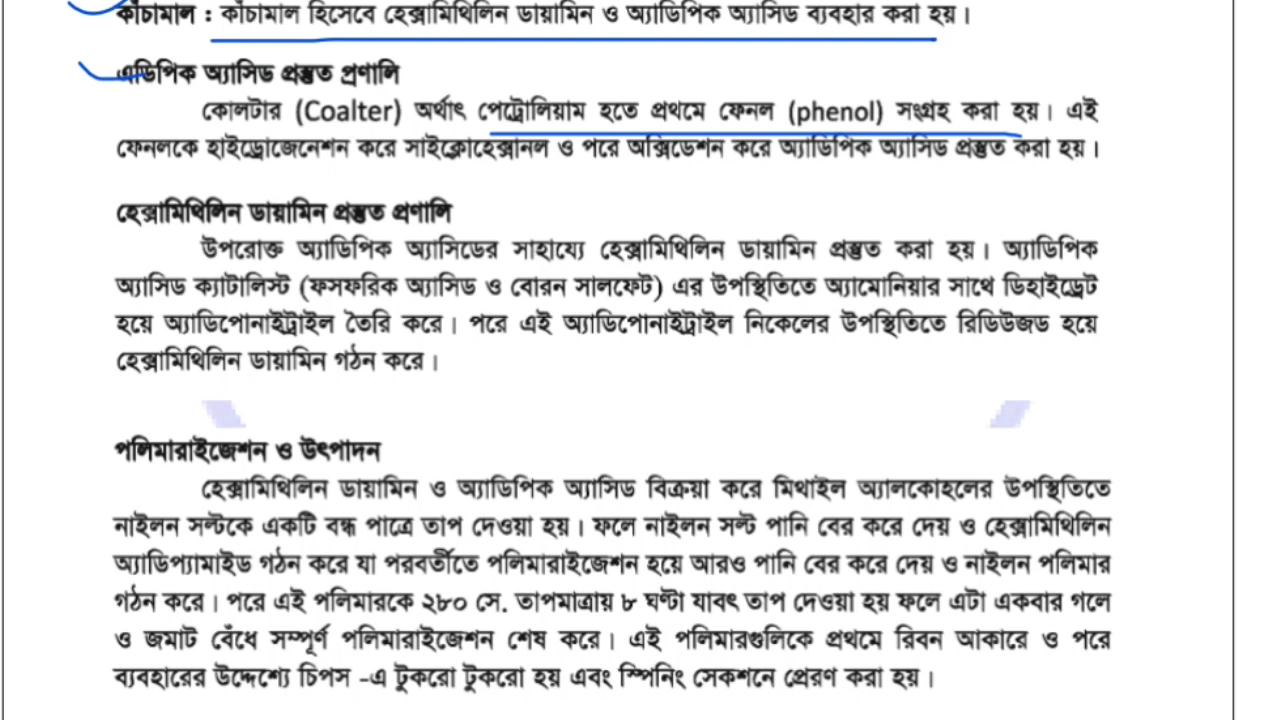 কাঁচামাল : কাঁচামাল হিসেবে হেক্সামিথিলিন ডায়ামিন ও অ্যাডিপিক অ্যাসিড ব্যবহার করা হয়।
এডিপিক অ্যাসিড প্রস্তুত প্রণালি
কোলটার (Coalter) অর্থাৎ পেট্রোলিয়াম হতে প্রথমে ফেনল (phenol) সংগ্রহ করা হয়। এই
ফেনলকে হাইড্রোজেনেশন করে সাইক্লোহেক্সানল ও পরে অক্সিডেশন করে অ্যাডিপিক অ্যাসিড প্রস্তুত করা হয়।
হেক্সামিথিলিন ডায়ামিন প্রস্তুত প্রণালি
উপরোক্ত অ্যাডিপিক অ্যাসিডের সাহায্যে হেক্সামিথিলিন ডায়ামিন প্রস্তুত করা হয়। অ্যাডিপিক
অ্যাসিড ক্যাটালিস্ট (ফসফরিক অ্যাসিড ও বোরন সালফেট) এর উপস্থিতিতে অ্যামোনিয়ার সাথে ডিহাইড্রেট
হয়ে অ্যাডিপোনাইট্রাইল তৈরি করে। পরে এই অ্যাডিপোনাইট্রাইল নিকেলের উপস্থিতিতে রিডিউজড হয়ে
হেক্সামিথিলিন ডায়ামিন গঠন করে।
পলিমারাইজেশন ও উৎপাদন
হেক্সামিথিলিন ডায়ামিন ও অ্যাডিপিক অ্যাসিড বিক্রয়া করে মিথাইল অ্যালকোহলের উপস্থিতিতে
নাইলন সল্টকে একটি বন্ধ পাত্রে তাপ দেওয়া হয়। ফলে নাইলন সল্ট পানি বের করে দেয় ও হেক্সামিথিলিন
অ্যাডিপ্যামাইড গঠন করে যা পরবর্তীতে পলিমারাইজেশন হয়ে আরও পানি বের করে দেয় ও নাইলন পলিমার
গঠন করে। পরে এই পলিমারকে ২৮০ সে. তাপমাত্রায় ৮ ঘণ্টা যাবৎ তাপ দেওয়া হয় ফলে এটা একবার গলে
ও জমাট বেঁধে সম্পূর্ণ পলিমারাইজেশন শেষ করে। এই পলিমারগুলিকে প্রথমে রিবন আকারে ও পরে
ব্যবহারের উদ্দেশ্যে চিপস -এ টুকরো টুকরো হয় এবং স্পিনিং সেকশনে প্রেরণ করা হয়।